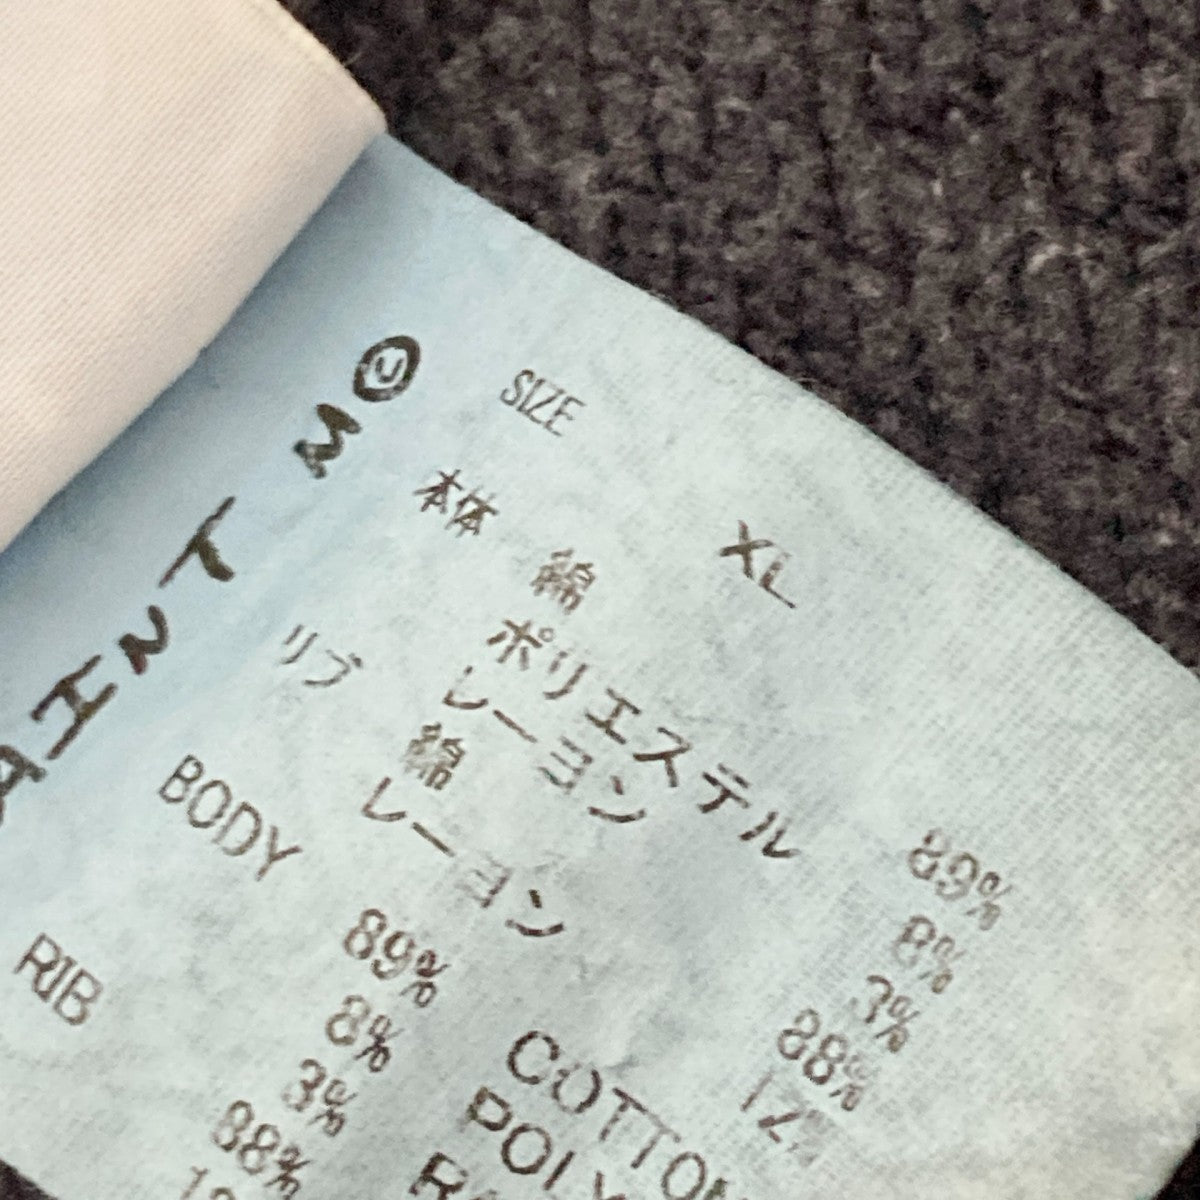 SAINT Mⓤ
SIZE XL
本体 綿 89%
ポリエステル 8%
レーヨン 3%
リブ 綿 88%
レーヨン 12%
BODY 89% COTTON
8% POLY
3%
RIB 88%